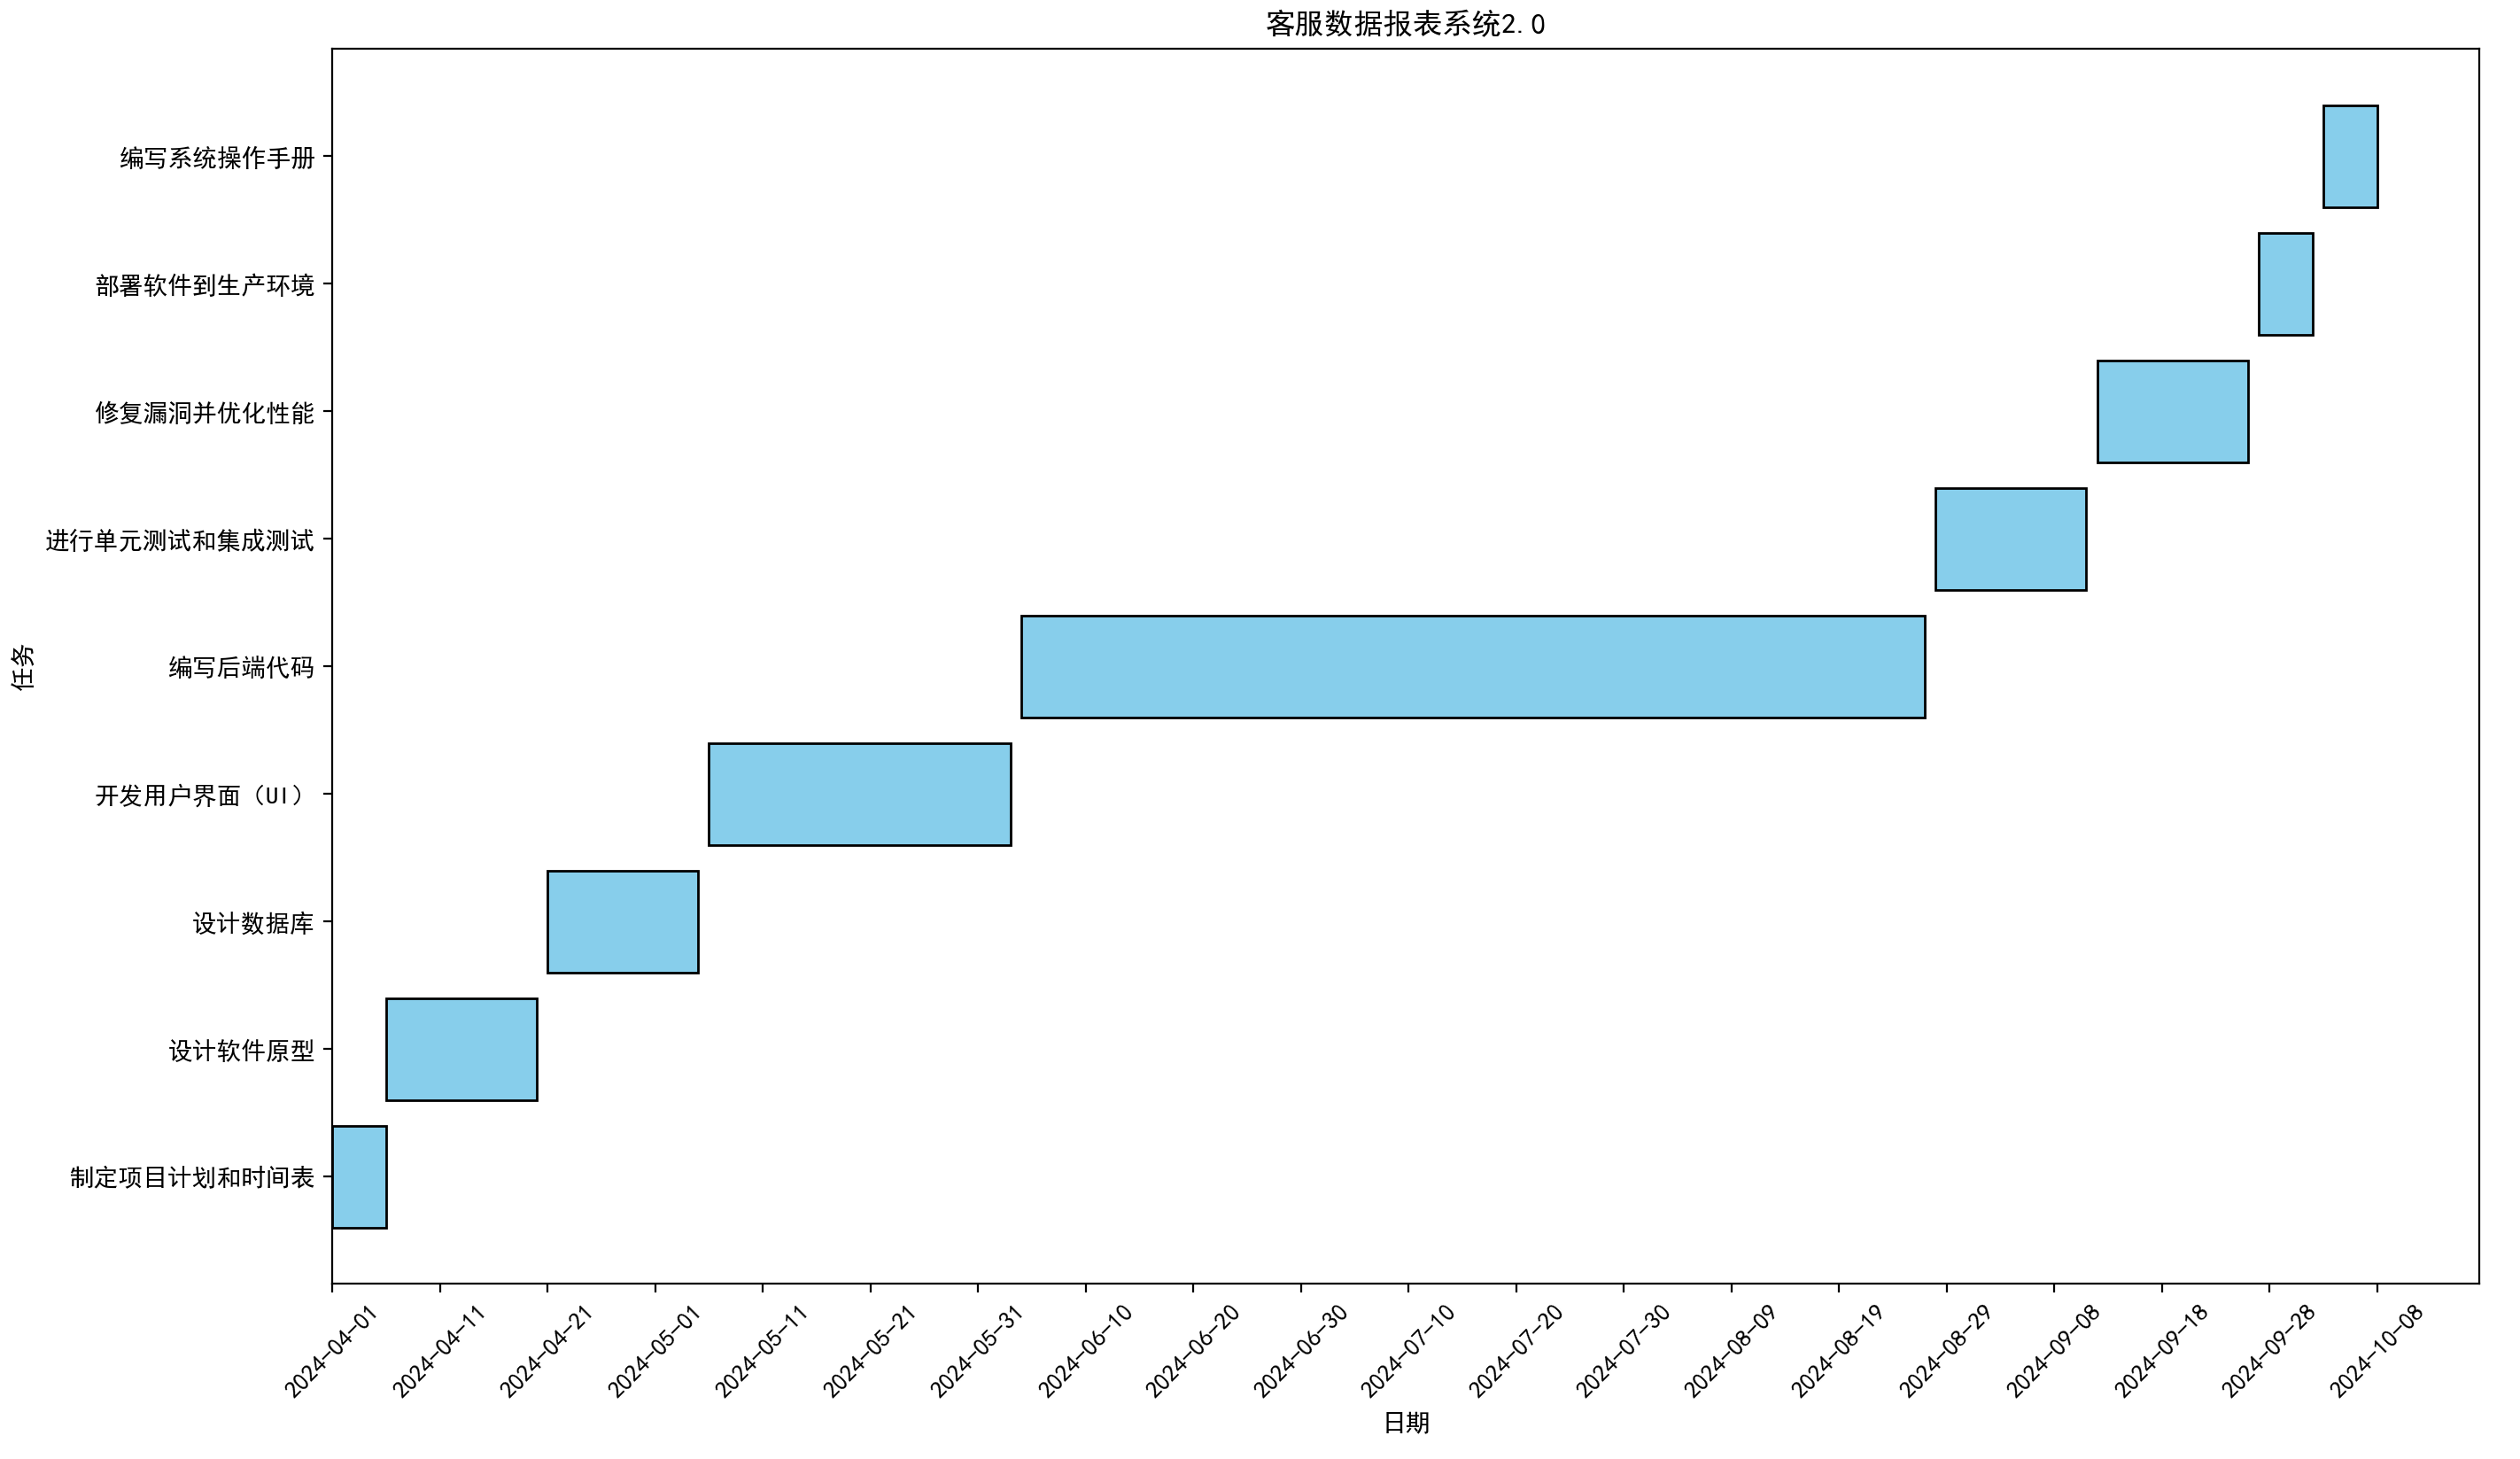 客服数据报表系统2.0
编写系统操作手册
部署软件到生产环境
修复漏洞并优化性能
进行单元测试和集成测试
编写后端代码
开发用户界面（UI）
设计数据库
设计软件原型
制定项目计划和时间表
任务
2024-04-01
2024-04-11
2024-04-21
2024-05-01
2024-05-11
2024-05-21
2024-05-31
2024-06-10
2024-06-20
2024-06-30
2024-07-10
2024-07-20
2024-07-30
2024-08-09
2024-08-19
2024-08-29
2024-09-08
2024-09-18
2024-09-28
2024-10-08
日期